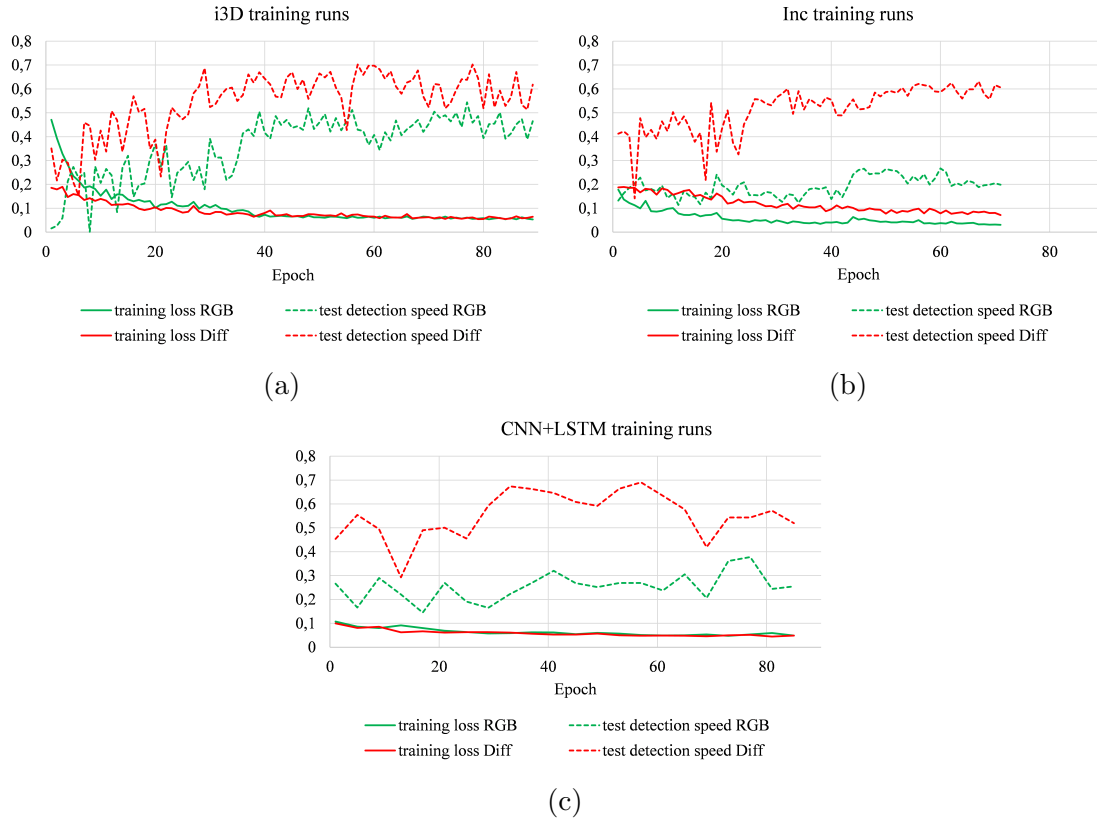 i3D training runs
0,8
0,7
0,6
0,5
0,4
0,3
0,2
0,1
0
0 20 40 60 80
Epoch
training loss RGB test detection speed RGB
training loss Diff test detection speed Diff
(a)
Inc training runs
0,8
0,7
0,6
0,5
0,4
0,3
0,2
0,1
0
0 20 40 60 80
Epoch
training loss RGB test detection speed RGB
training loss Diff test detection speed Diff
(b)
CNN+LSTM training runs
0,8
0,7
0,6
0,5
0,4
0,3
0,2
0,1
0
0 20 40 60 80
Epoch
training loss RGB test detection speed RGB
training loss Diff test detection speed Diff
(c)